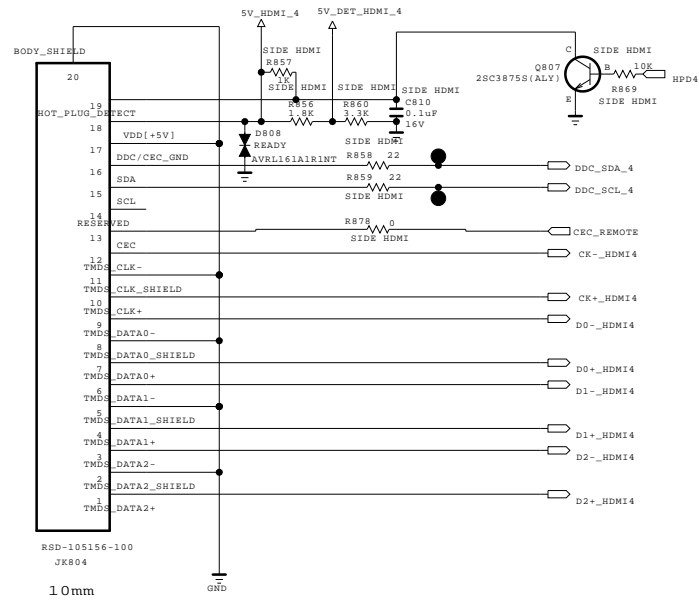 5V_HDMI_4
5V_DET_HDMI_4
BODY_SHIELD
20
R857
1K
SIDE HDMI
SIDE HDMI
SIDE HDMI
SIDE HDMI
C
Q807
2SC3875S(ALY)
B
E
SIDE HDMI
10K
R869
SIDE HDMI
HPD4
19
HOT_PLUG_DETECT
18
VDD[+5V]
17
DDC/CEC_GND
16
SDA
15
SCL
14
RESERVED
13
CEC
12
TMDS_CLK-
11
TMDS_CLK_SHIELD
10
TMDS_CLK+
9
TMDS_DATA0-
8
TMDS_DATA0_SHIELD
7
TMDS_DATA0+
6
TMDS_DATA1-
5
TMDS_DATA1_SHIELD
4
TMDS_DATA1+
3
TMDS_DATA2-
2
TMDS_DATA2_SHIELD
1
TMDS_DATA2+
R856
1.8K
R860
3.3K
C810
0.1uF
16V
D808
READY
AVRL161A1R1NT
SIDE HDMI
R858 22
R859 22
SIDE HDMI
R878 0
SIDE HDMI
DDC_SDA_4
DDC_SCL_4
CEC_REMOTE
CK-_HDMI4
CK+_HDMI4
D0-_HDMI4
D0+_HDMI4
D1-_HDMI4
D1+_HDMI4
D2-_HDMI4
D2+_HDMI4
RSD-105156-100
JK804
10mm
GND